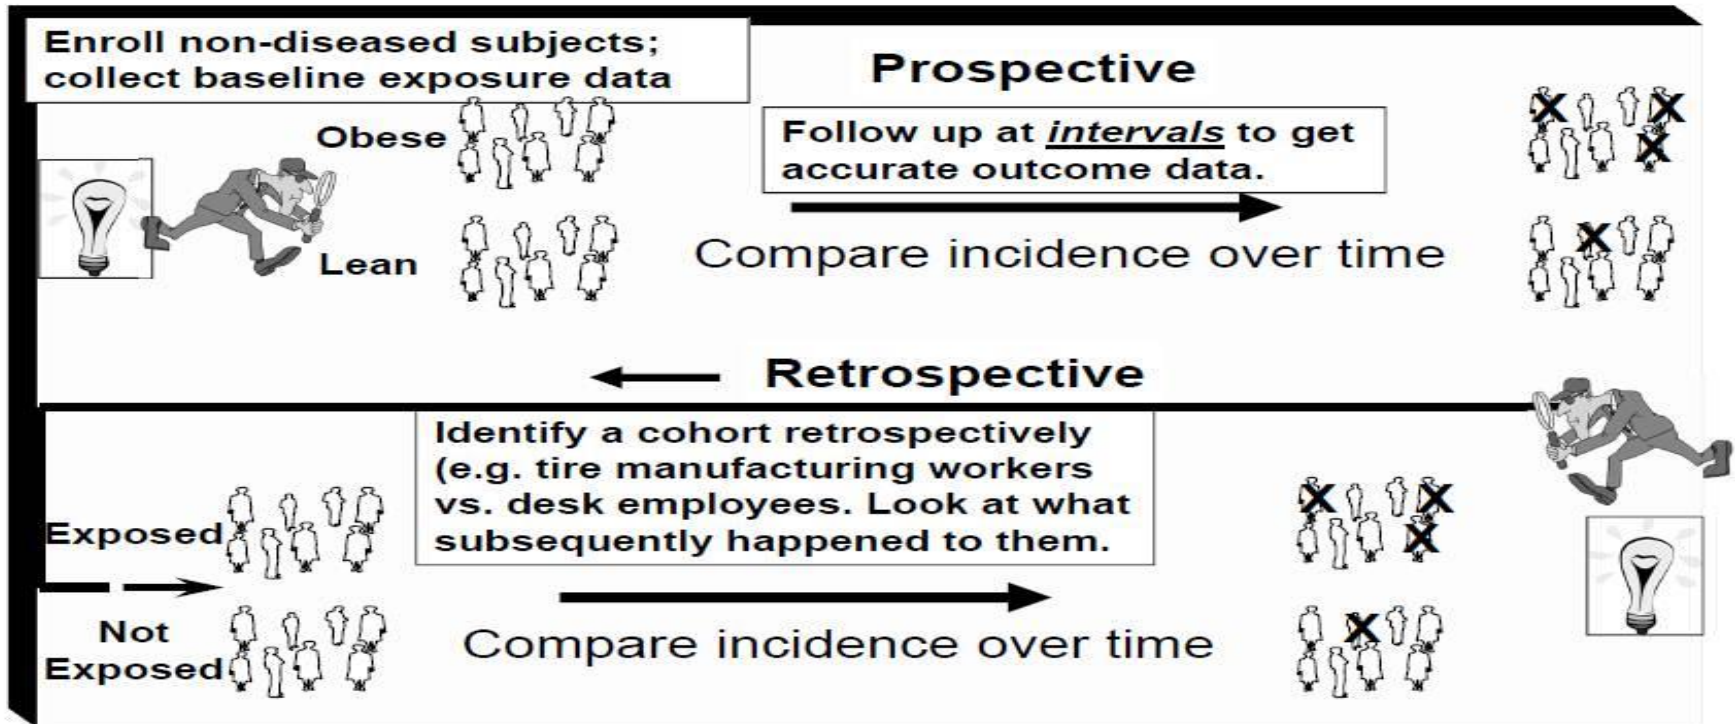 Enroll non-diseased subjects;
collect baseline exposure data
Prospective
Obese
Follow up at intervals to get
accurate outcome data.
Lean
Compare incidence over time
Retrospective
Identify a cohort retrospectively
(e.g. tire manufacturing workers
vs. desk employees. Look at what
subsequently happened to them.
Exposed
Not
Exposed
Compare incidence over time